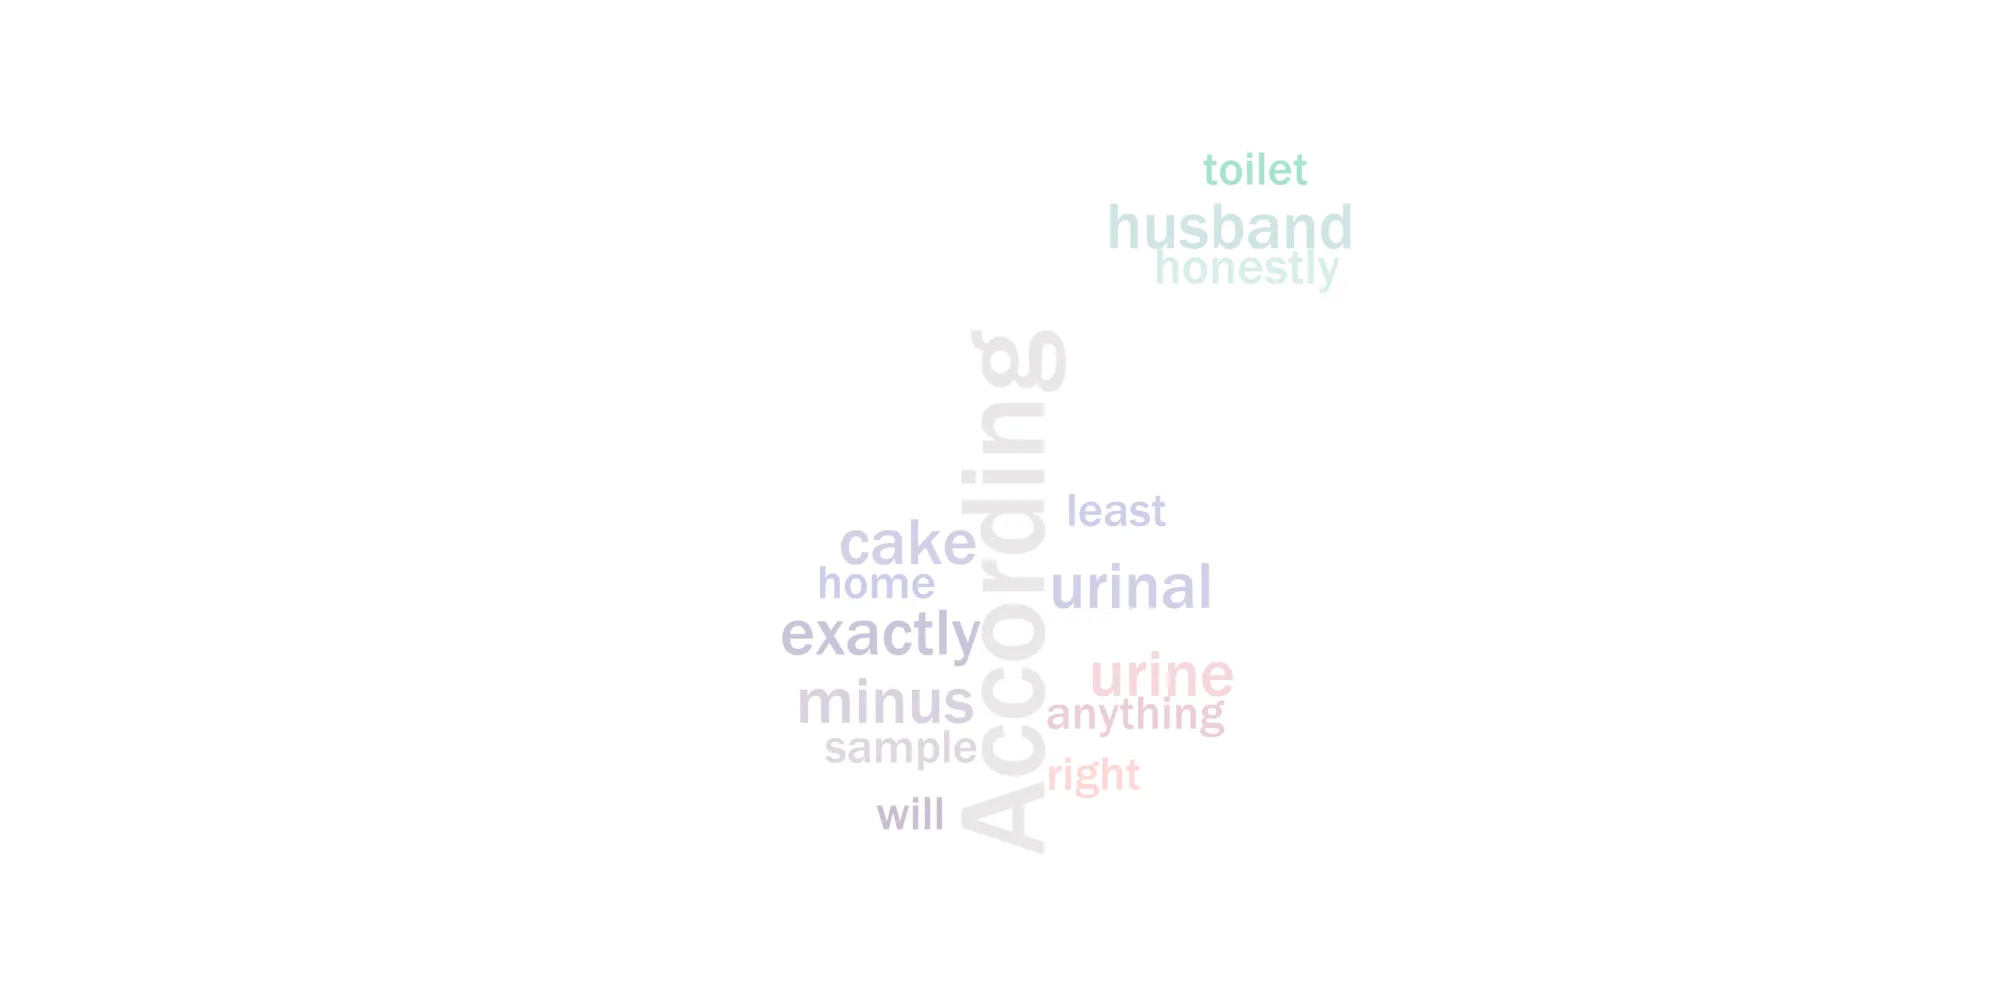 toilet
husband
honestly
According
least
cake
urinal
home
exactly
urine
minus
anything
sample
right
will